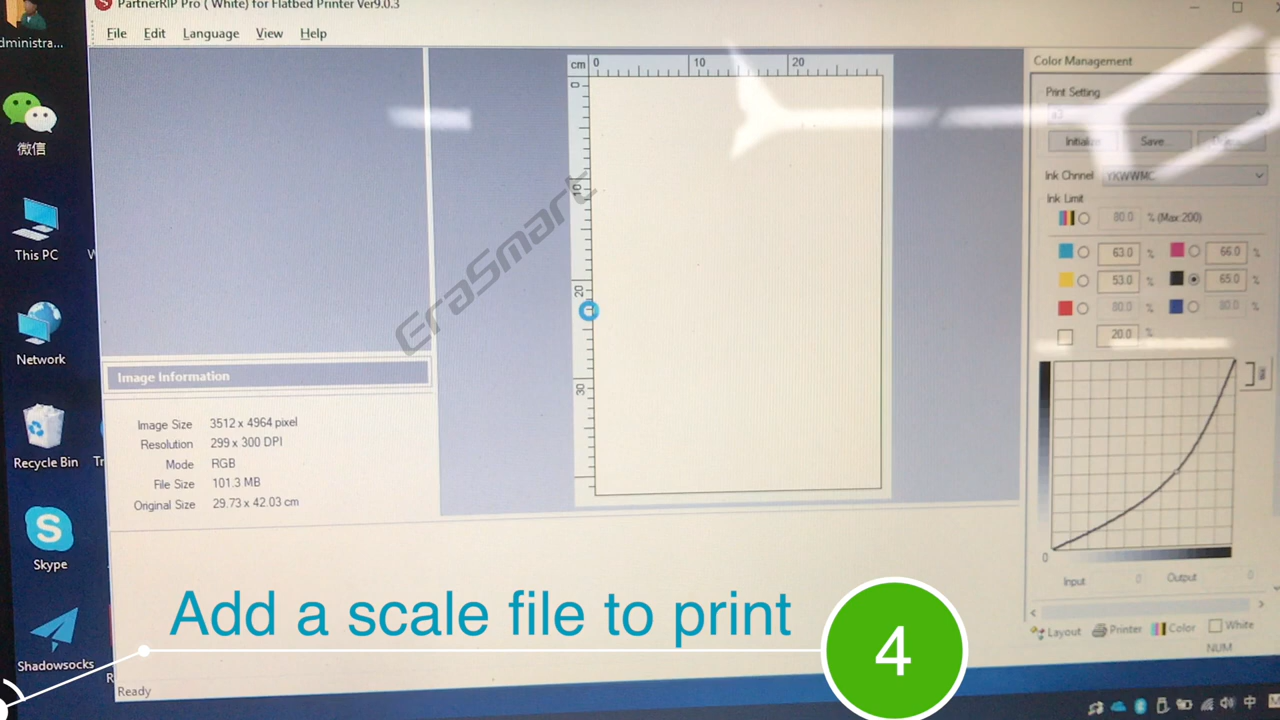 PartnerRIP Pro ( White) for Flatbed Printer Ver9.0.3
File Edit Language View Help
dministra...
微信
This PC
Network
Recycle Bin
Skype
Shadowsocks
cm 0 10 20
0
10
20
30
EraSmart
Image Information
Image Size 3512 x 4964 pixel
Resolution 299 x 300 DPI
Mode RGB
File Size 101.3 MB
Original Size 29.73 x 42.03 cm
Color Management
Print Setting
Initialize Save...
Ink Chnnel YKWWMC
Ink Limit
80.0 % (Max:200)
63.0 % 66.0 %
53.0 % 65.0 %
80.0 % 80.0 %
20.0 %
0
Input 0 Output 0
Layout Printer Color White
NUM
Add a scale file to print
4
Ready
中